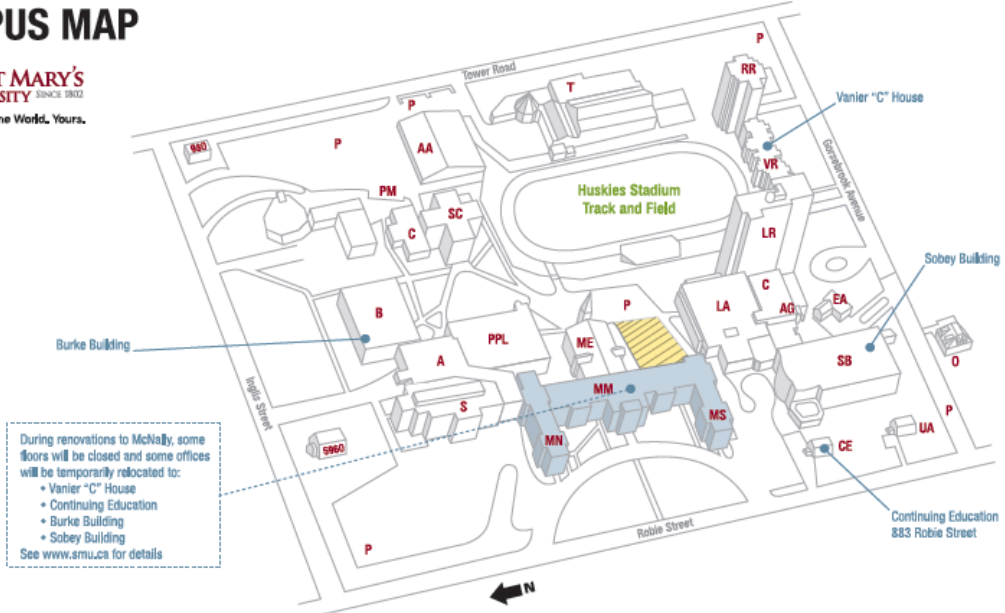 PUS MAP
T MARY'S
SITY SINCE 1802
he World. Yours.
Tower Road
P
RR
Vanier "C" House
T
P
980
P
AA
VR
Gorsebrook Avenue
PM
SC
Huskies Stadium
Track and Field
C
LR
Sobey Building
C
EA
B
P
LA
AG
Burke Building
PPL
ME
A
SB
O
MM
Inglis Street
S
MS
P
MN
UA
5960
CE
During renovations to McNally, some
floors will be closed and some offices
will be temporarily relocated to:
• Vanier "C" House
• Continuing Education
• Burke Building
• Sobey Building
See www.smu.ca for details
Robie Street
Continuing Education
883 Robie Street
P
N